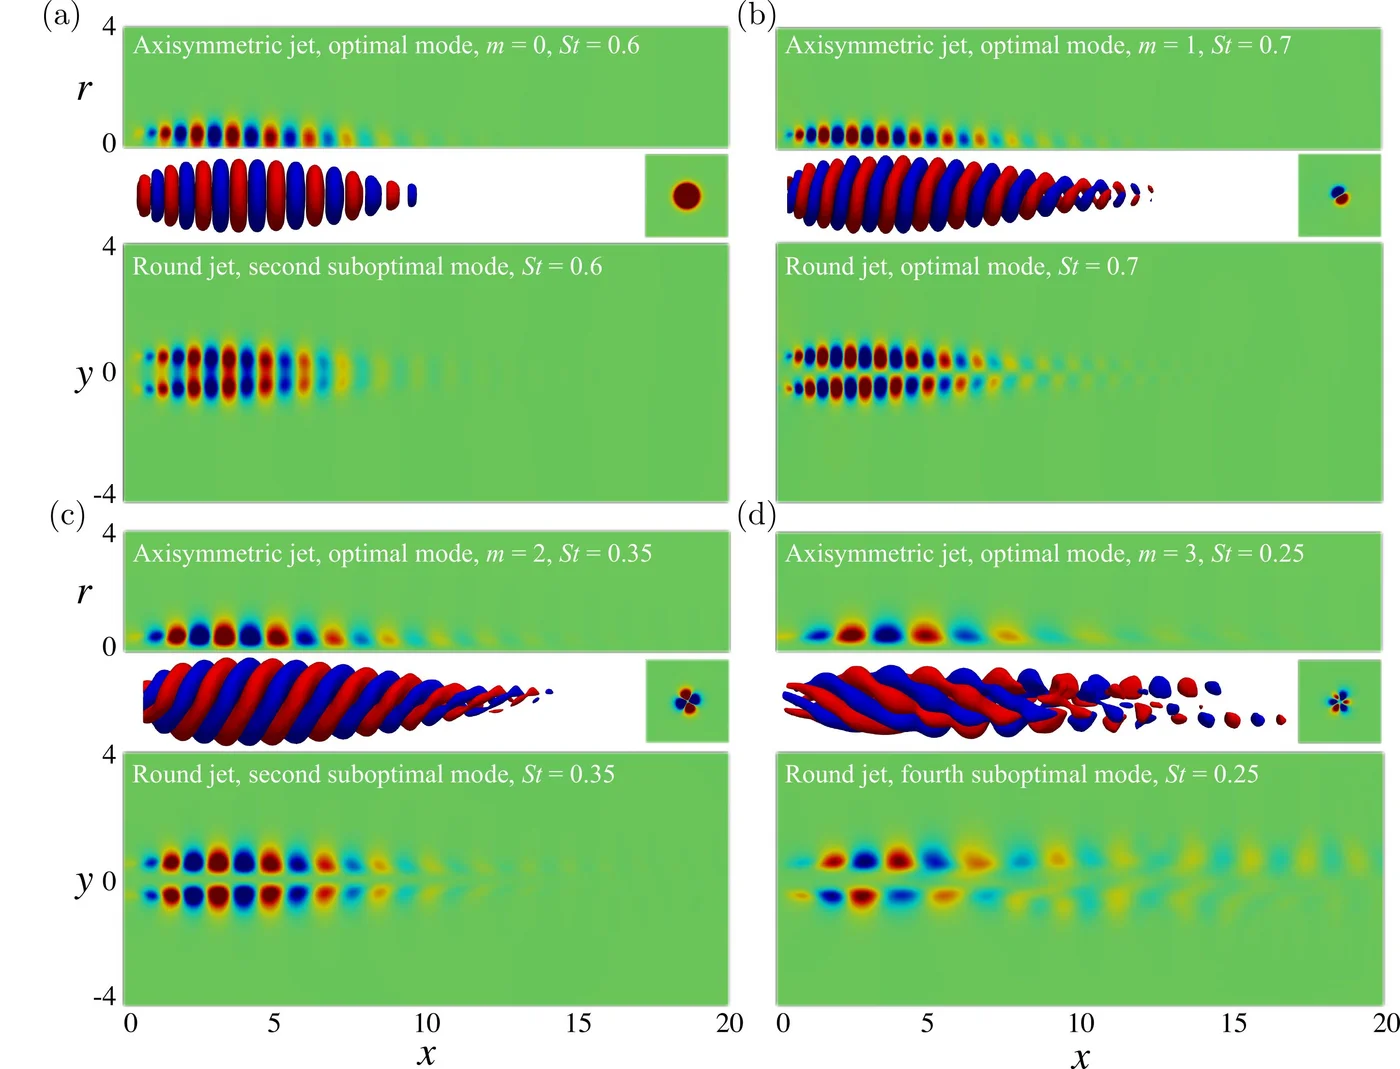 (a)
4
Axisymmetric jet, optimal mode, m = 0, St = 0.6
r
0
4
Round jet, second suboptimal mode, St = 0.6
y 0
-4
(b)
Axisymmetric jet, optimal mode, m = 1, St = 0.7
Round jet, optimal mode, St = 0.7
(c)
4
Axisymmetric jet, optimal mode, m = 2, St = 0.35
r
0
4
Round jet, second suboptimal mode, St = 0.35
y 0
-4
0 5 10 15 20
x
(d)
Axisymmetric jet, optimal mode, m = 3, St = 0.25
Round jet, fourth suboptimal mode, St = 0.25
0 5 10 15 20
x